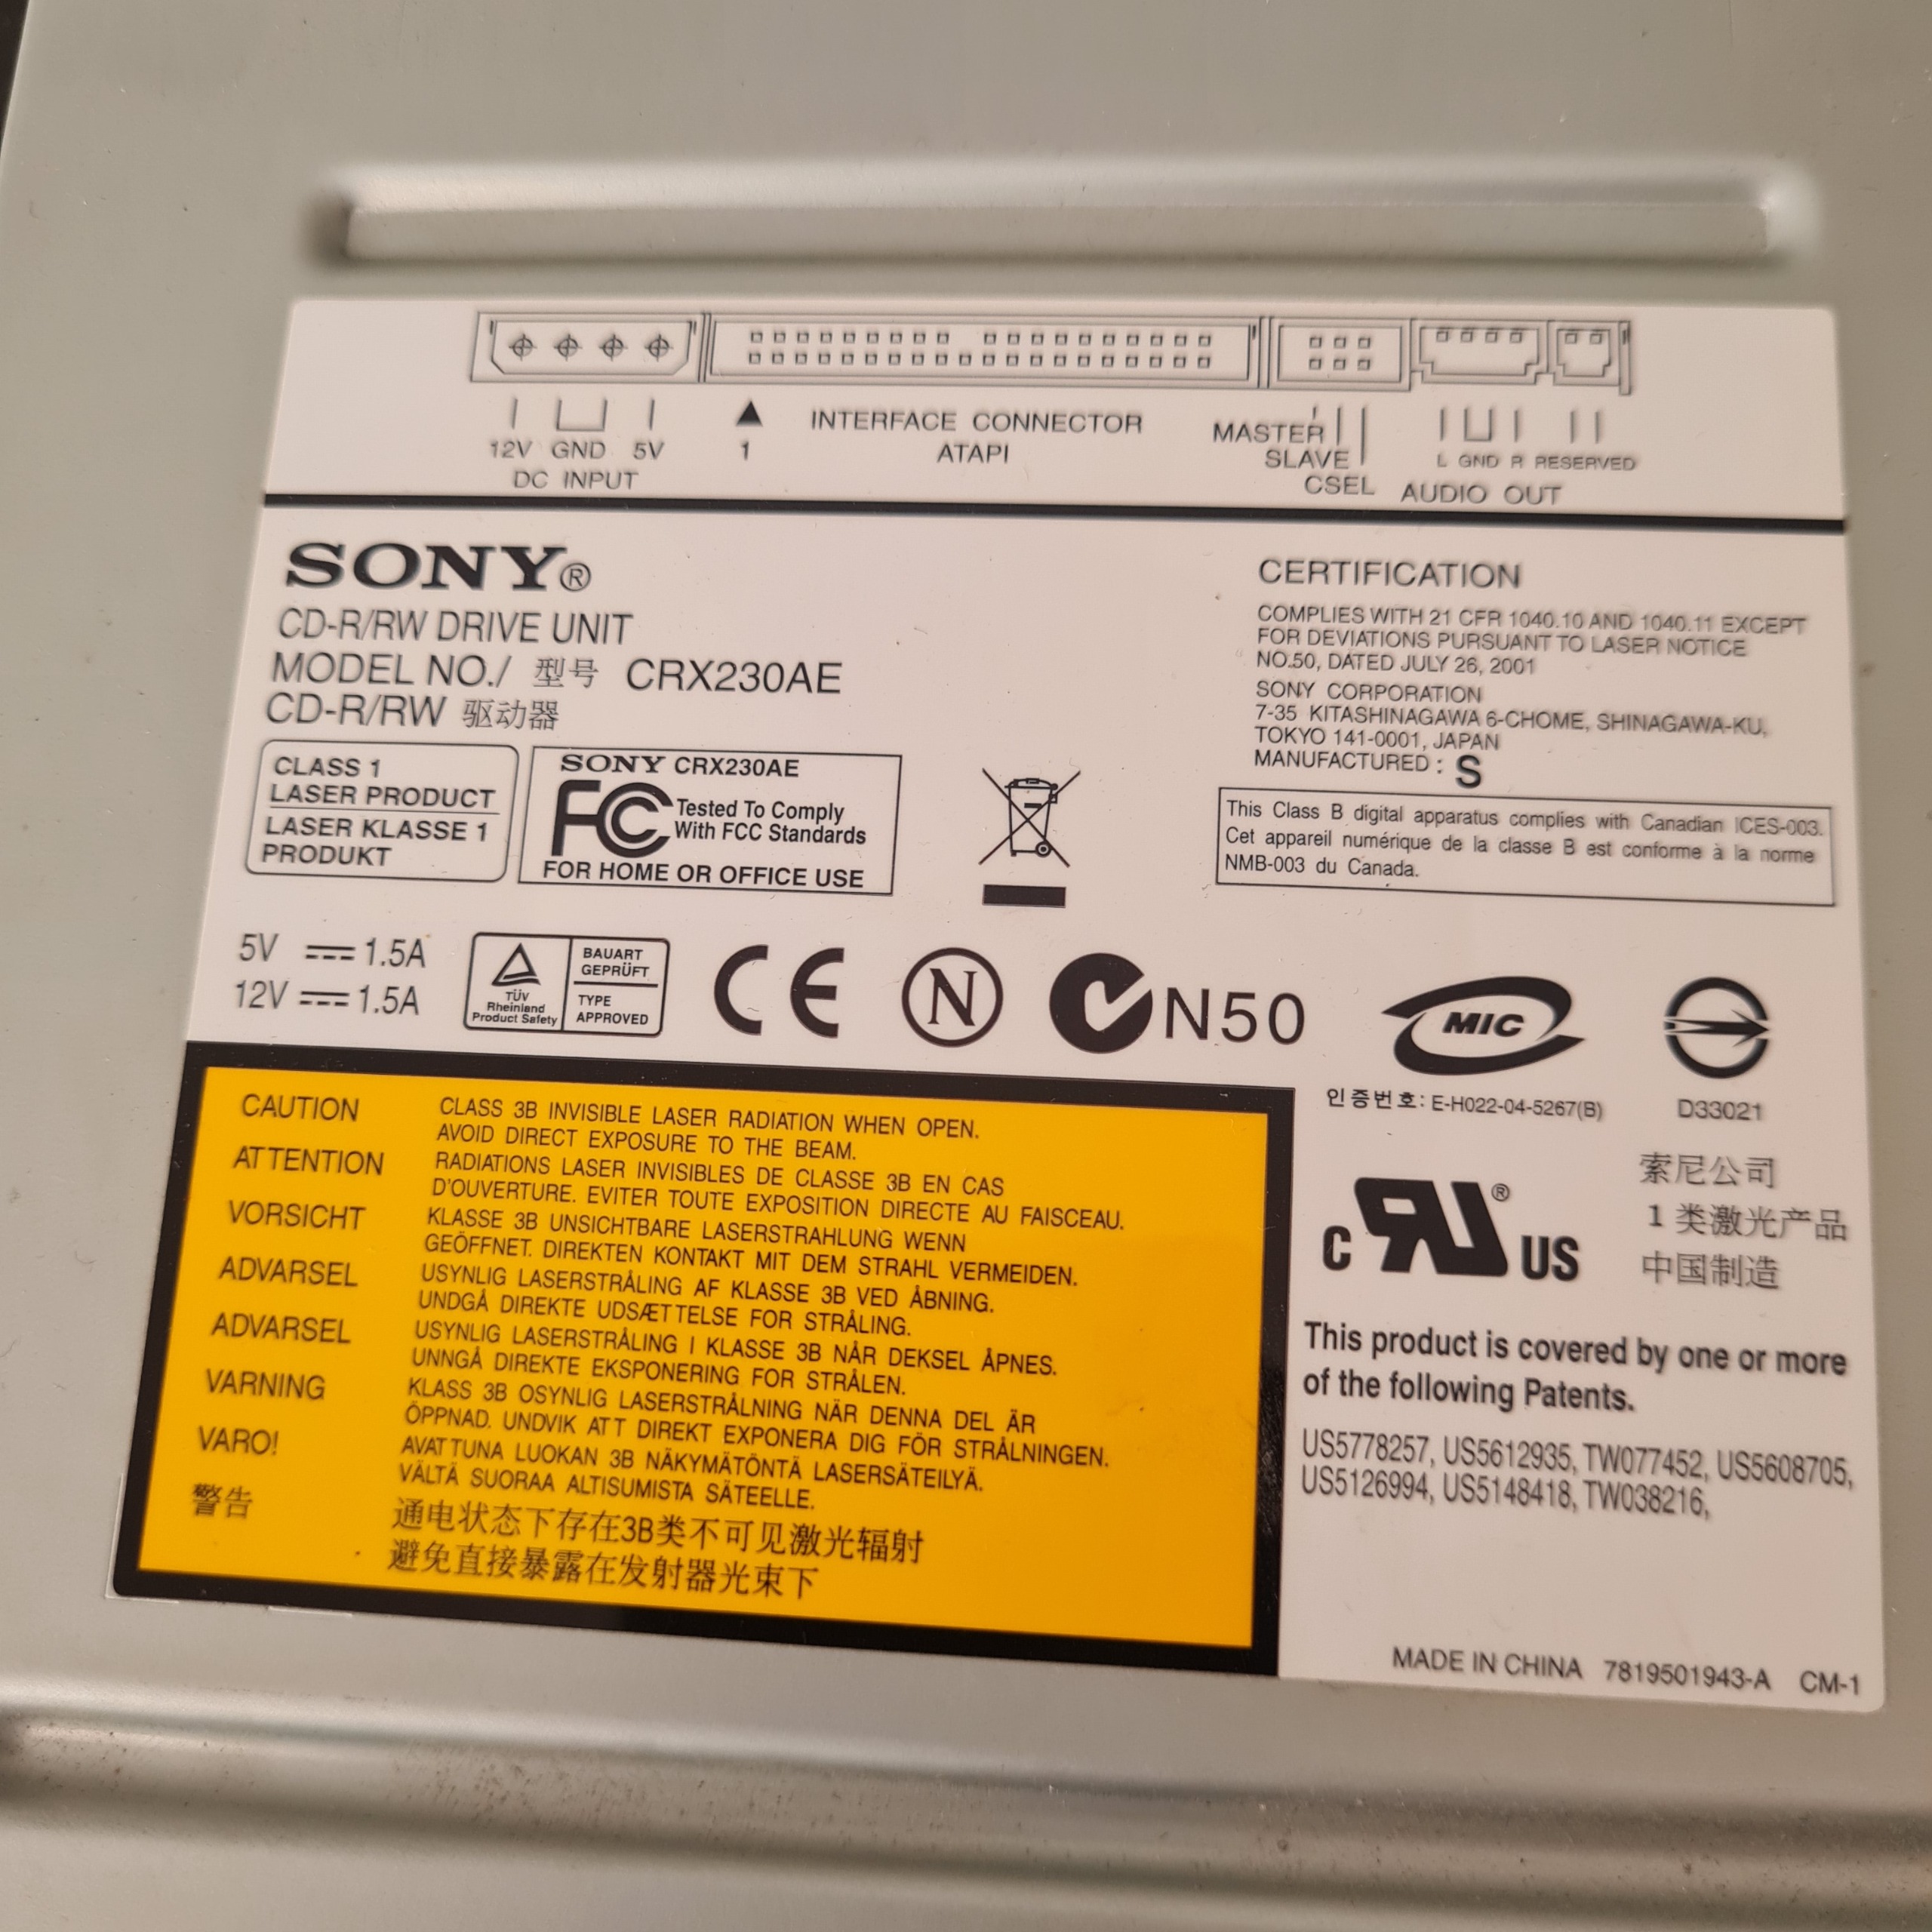 12V GND 5V
DC INPUT
1
INTERFACE CONNECTOR
ATAPI
MASTER
SLAVE
CSEL
L GND R RESERVED
AUDIO OUT
SONY®
CD-R/RW DRIVE UNIT
MODEL NO./ 型号 CRX230AE
CD-R/RW 驱动器
CERTIFICATION
COMPLIES WITH 21 CFR 1040.10 AND 1040.11 EXCEPT
FOR DEVIATIONS PURSUANT TO LASER NOTICE
NO.50, DATED JULY 26, 2001
SONY CORPORATION
7-35 KITASHINAGAWA 6-CHOME, SHINAGAWA-KU,
TOKYO 141-0001, JAPAN
MANUFACTURED : S
CLASS 1
LASER PRODUCT
LASER KLASSE 1
PRODUKT
SONY CRX230AE
FC Tested To Comply
With FCC Standards
FOR HOME OR OFFICE USE
This Class B digital apparatus complies with Canadian ICES-003.
Cet appareil numérique de la classe B est conforme à la norme
NMB-003 du Canada.
5V 1.5A
12V 1.5A
TÜV
Rheinland
Product Safety
BAUART
GEPRÜFT
TYPE
APPROVED
CE
N
N50
MIC
인증번호: E-H022-04-5267(B)
D33021
CAUTION
CLASS 3B INVISIBLE LASER RADIATION WHEN OPEN.
AVOID DIRECT EXPOSURE TO THE BEAM.
ATTENTION
RADIATIONS LASER INVISIBLES DE CLASSE 3B EN CAS
D'OUVERTURE. EVITER TOUTE EXPOSITION DIRECTE AU FAISCEAU.
VORSICHT
KLASSE 3B UNSICHTBARE LASERSTRAHLUNG WENN
GEÖFFNET. DIREKTEN KONTAKT MIT DEM STRAHL VERMEIDEN.
ADVARSEL
USYNLIG LASERSTRÅLING AF KLASSE 3B VED ÅBNING.
UNDGÅ DIREKTE UDSÆTTELSE FOR STRÅLING.
ADVARSEL
USYNLIG LASERSTRÅLING I KLASSE 3B NÅR DEKSEL ÅPNES.
UNNGÅ DIREKTE EKSPONERING FOR STRÅLEN.
VARNING
KLASS 3B OSYNLIG LASERSTRÅLNING NÄR DENNA DEL ÄR
ÖPPNAD. UNDVIK ATT DIREKT EXPONERA DIG FÖR STRÅLNINGEN.
VARO!
AVATTUNA LUOKAN 3B NÄKYMÄTÖNTÄ LASERSÄTEILYÄ.
VÄLTÄ SUORAA ALTISUMISTA SÄTEELLE.
警告
通电状态下存在3B类不可见激光辐射
避免直接暴露在发射器光束下
c RU® US
索尼公司
1 类激光产品
中国制造
This product is covered by one or more
of the following Patents.
US5778257, US5612935, TW077452, US5608705,
US5126994, US5148418, TW038216,
MADE IN CHINA 7819501943-A CM-1